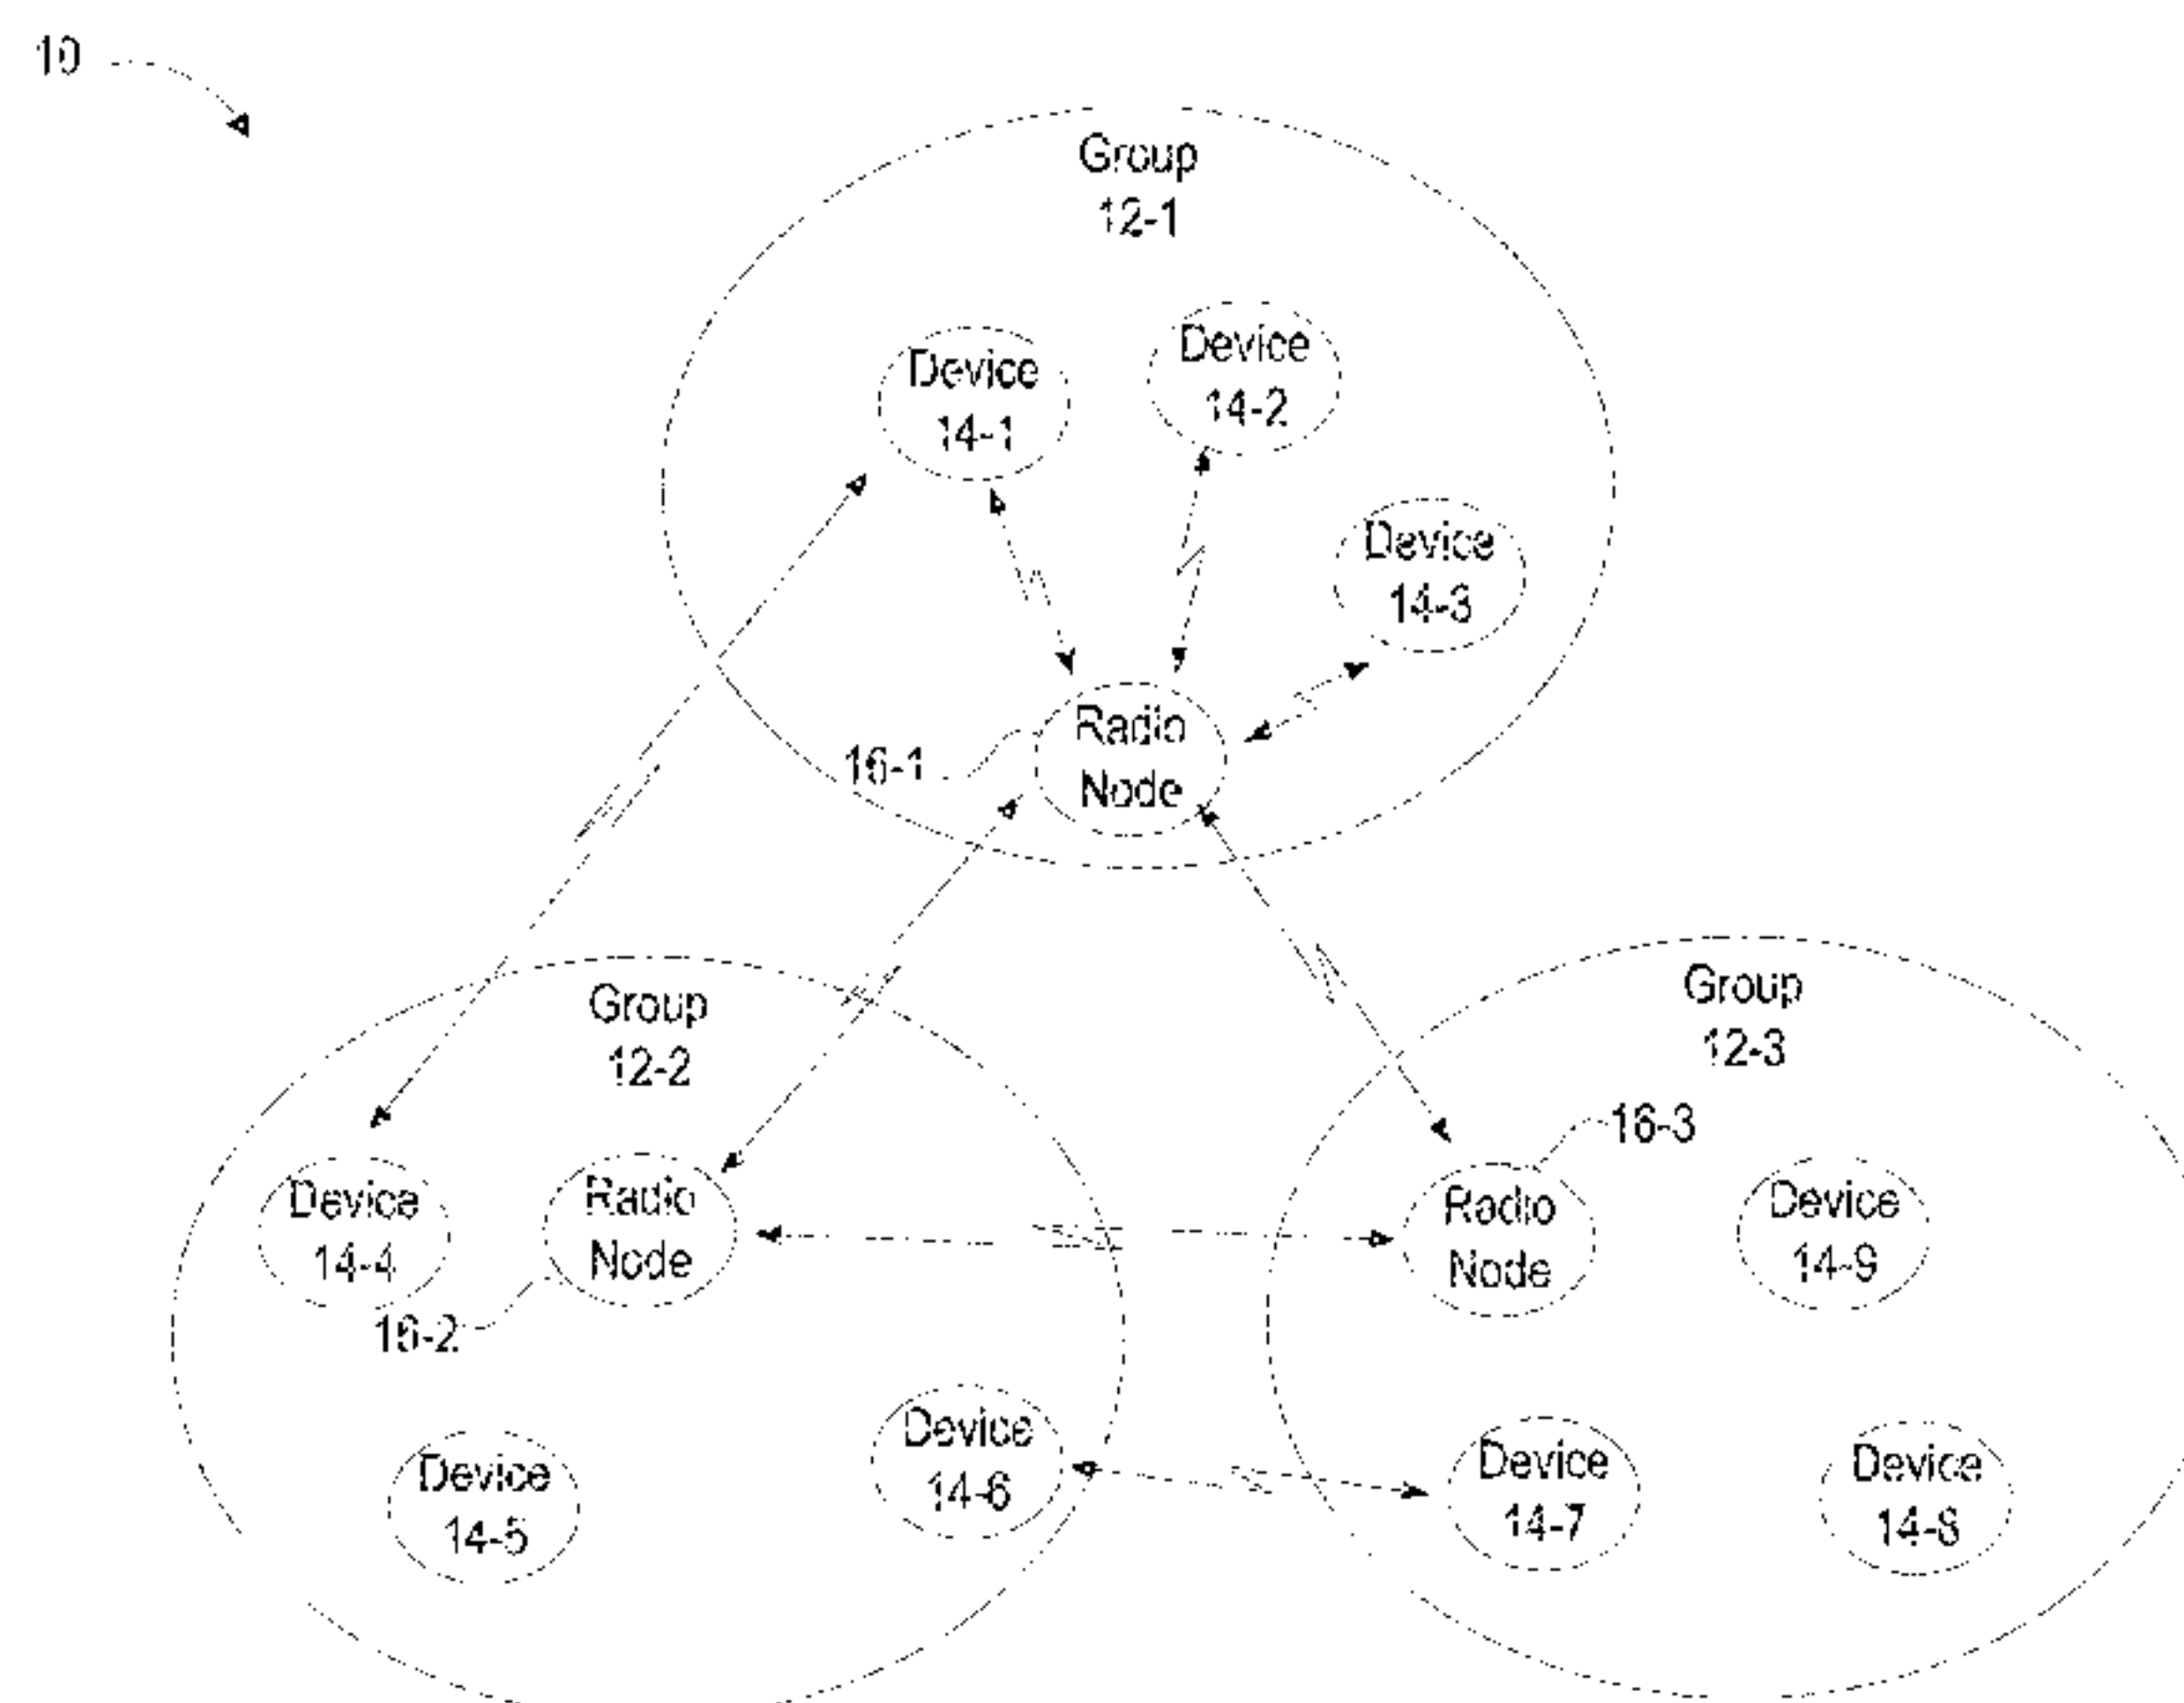 10
Group
12-1
Device
14-1
Device
14-2
Device
14-3
Radio
Node
16-1
Group
12-2
Device
14-4
Radio
Node
16-2
Device
14-5
Device
14-6
Group
12-3
16-3
Radio
Node
Device
14-9
Device
14-7
Device
14-8